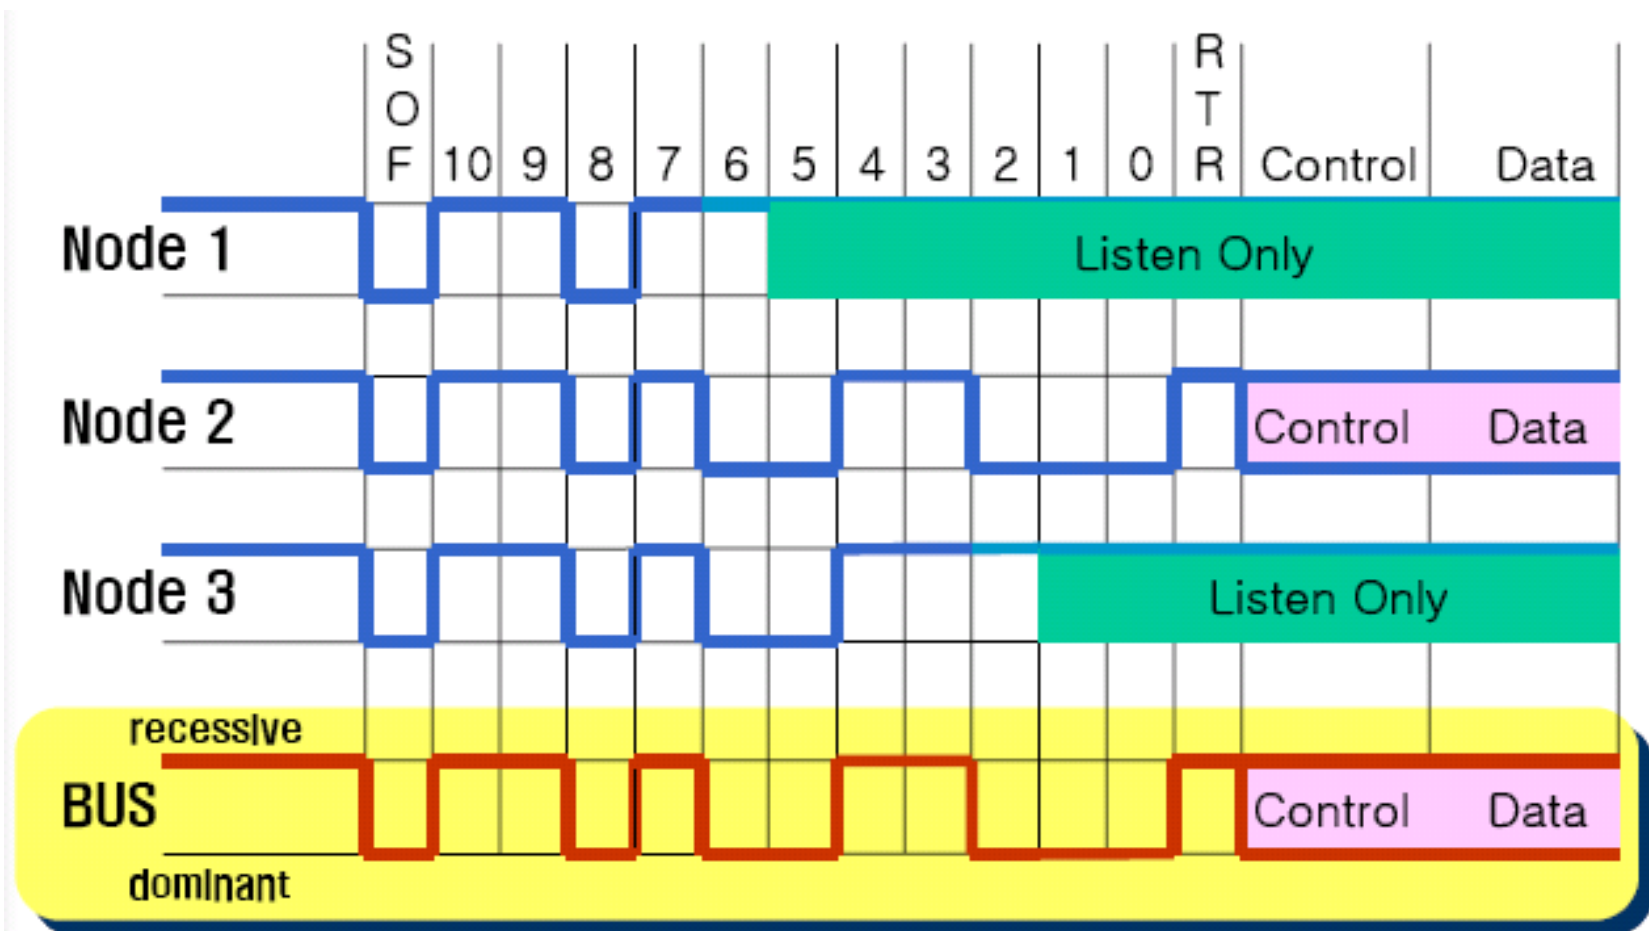 S
O
F 10 9 8 7 6 5 4 3 2 1 0 R
T
R Control Data
Node 1 Listen Only
Node 2 Control Data
Node 3 Listen Only
recessive
BUS Control Data
dominant